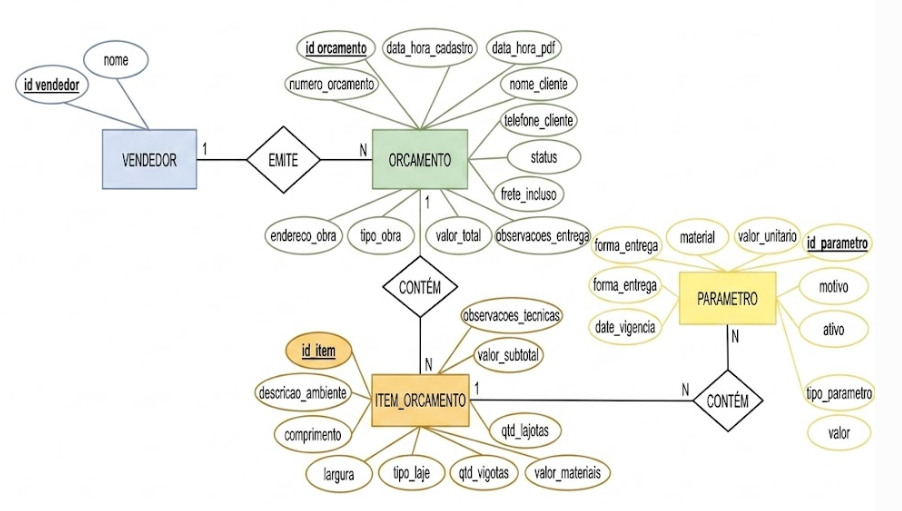 id orcamento
data_hora_cadastro
data_hora_pdf
nome
id vendedor
numero_orcamento
nome_cliente
telefone_cliente
VENDEDOR
1
EMITE
N
ORCAMENTO
status
frete_incluso
1
endereco_obra
tipo_obra
valor_total
observacoes_entrega
forma_entrega
material
valor_unitario
id_parametro
CONTÉM
forma_entrega
PARAMETRO
motivo
observacoes_tecnicas
date_vigencia
ativo
id_item
valor_subtotal
N
N
descricao_ambiente
ITEM_ORCAMENTO
1
N
CONTÉM
tipo_parametro
comprimento
qtd_lajotas
valor
largura
tipo_laje
qtd_vigotas
valor_materiais